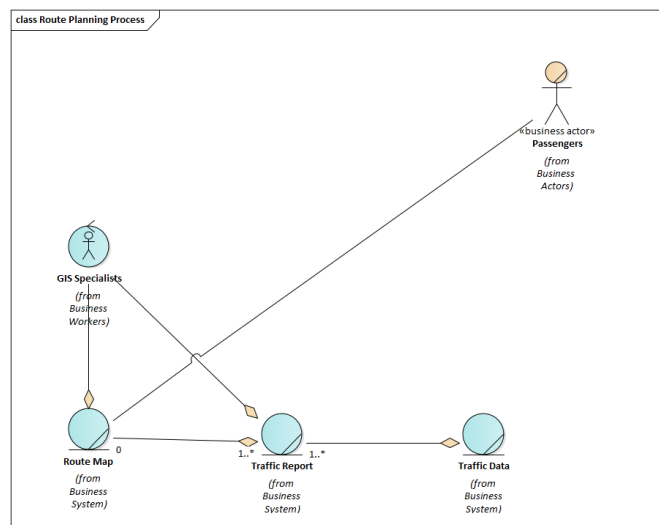 class Route Planning Process
«business actor»
Passengers
(from
Business
Actors)
GIS Specialists
(from
Business
Workers)
0
1..*
1..*
Route Map
(from
Business
System)
Traffic Report
(from
Business
System)
Traffic Data
(from
Business
System)